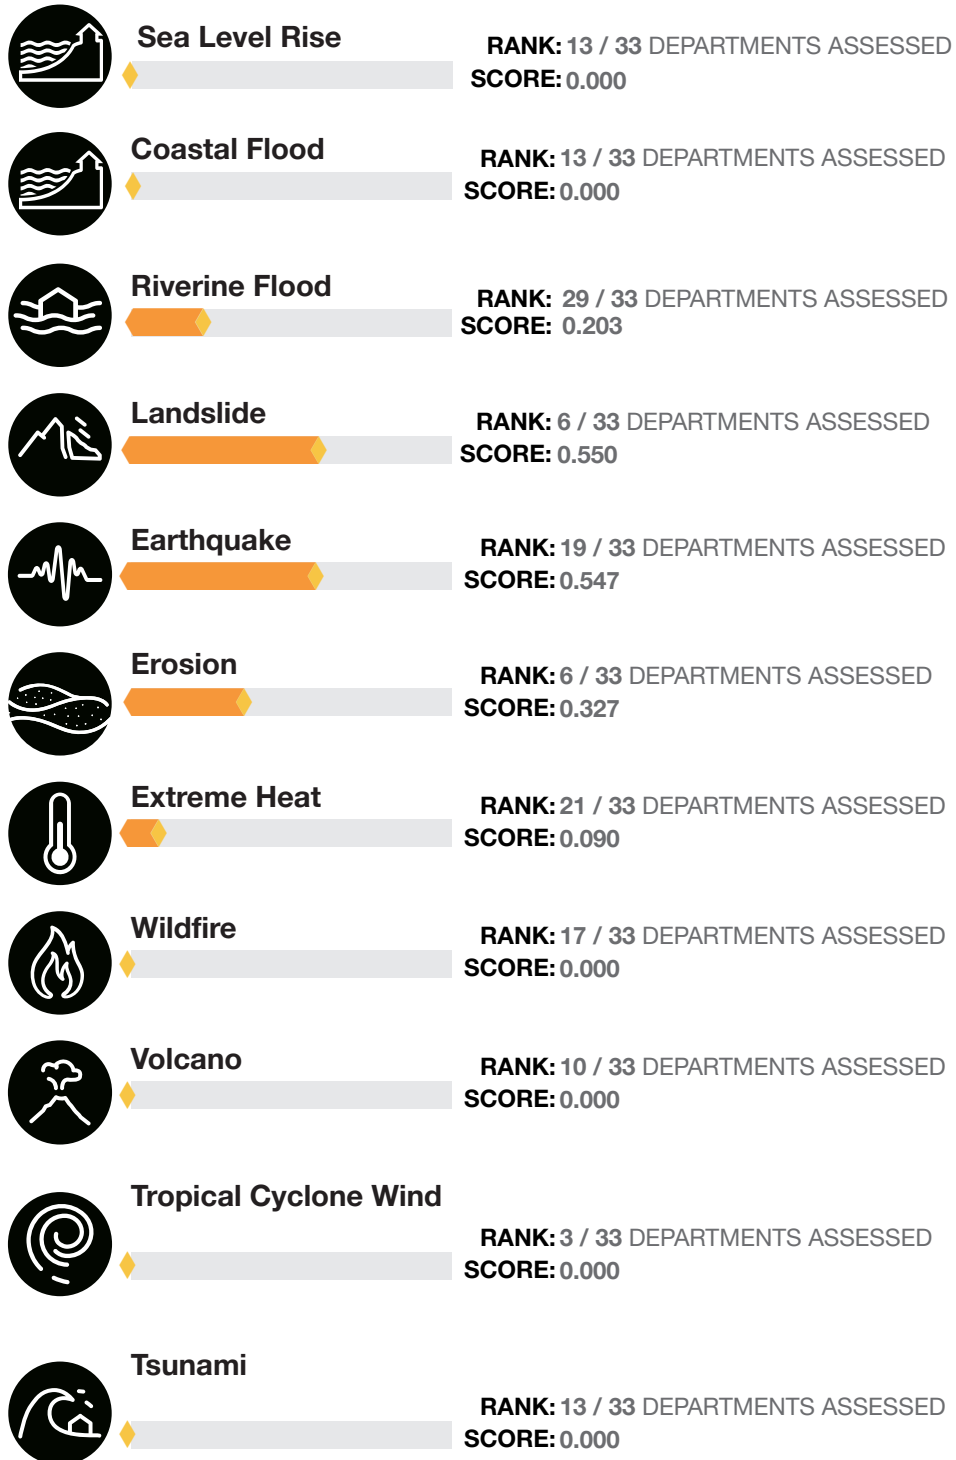 Sea Level Rise
RANK: 13 / 33 DEPARTMENTS ASSESSED
SCORE: 0.000
Coastal Flood
RANK: 13 / 33 DEPARTMENTS ASSESSED
SCORE: 0.000
Riverine Flood
RANK: 29 / 33 DEPARTMENTS ASSESSED
SCORE: 0.203
Landslide
RANK: 6 / 33 DEPARTMENTS ASSESSED
SCORE: 0.550
Earthquake
RANK: 19 / 33 DEPARTMENTS ASSESSED
SCORE: 0.547
Erosion
RANK: 6 / 33 DEPARTMENTS ASSESSED
SCORE: 0.327
Extreme Heat
RANK: 21 / 33 DEPARTMENTS ASSESSED
SCORE: 0.090
Wildfire
RANK: 17 / 33 DEPARTMENTS ASSESSED
SCORE: 0.000
Volcano
RANK: 10 / 33 DEPARTMENTS ASSESSED
SCORE: 0.000
Tropical Cyclone Wind
RANK: 3 / 33 DEPARTMENTS ASSESSED
SCORE: 0.000
Tsunami
RANK: 13 / 33 DEPARTMENTS ASSESSED
SCORE: 0.000